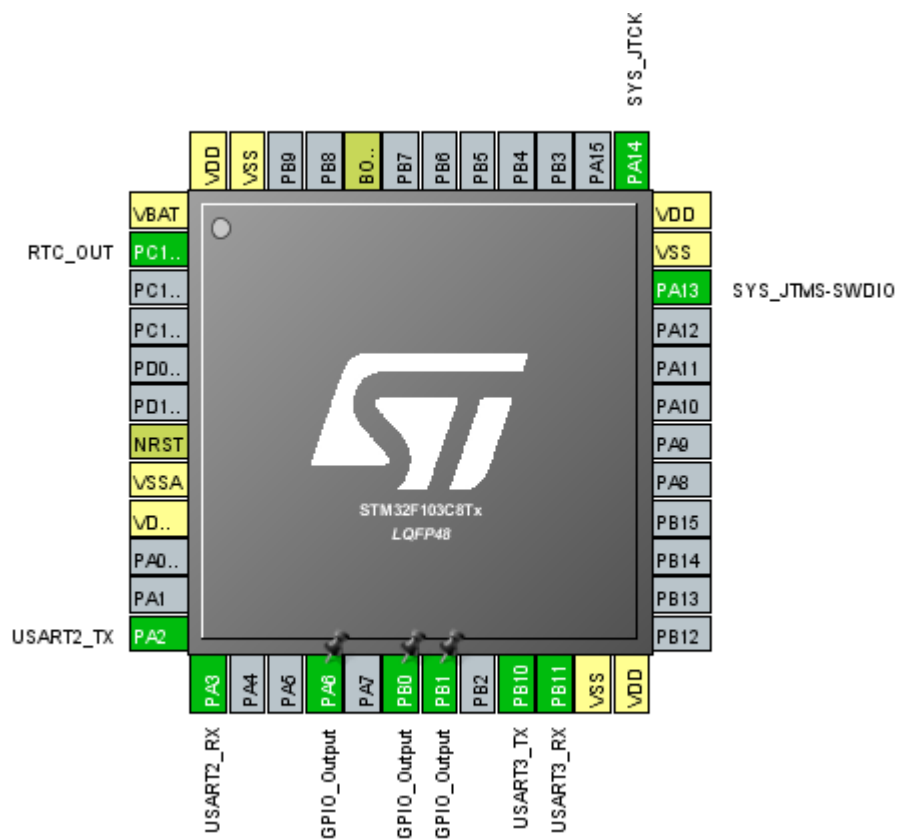 SYS_JTCK
VDD
VSS
PB9
PB8
BO..
PB7
PB6
PB5
PB4
PB3
PA15
PA14
VBAT
VDD
RTC_OUT
PC1..
VSS
PC1..
PA13
SYS_JTMS-SWDIO
PC1..
PA12
PD0..
PA11
PD1..
PA10
NRST
PA9
VSSA
PA8
VD..
PB15
PA0..
PB14
PA1
PB13
USART2_TX
PA2
PB12
STM32F103C8Tx
LQFP48
PA3
PA4
PA5
PA6
PA7
PB0
PB1
PB2
PB10
PB11
VSS
VDD
USART2_RX
GPIO_Output
GPIO_Output
GPIO_Output
USART3_TX
USART3_RX